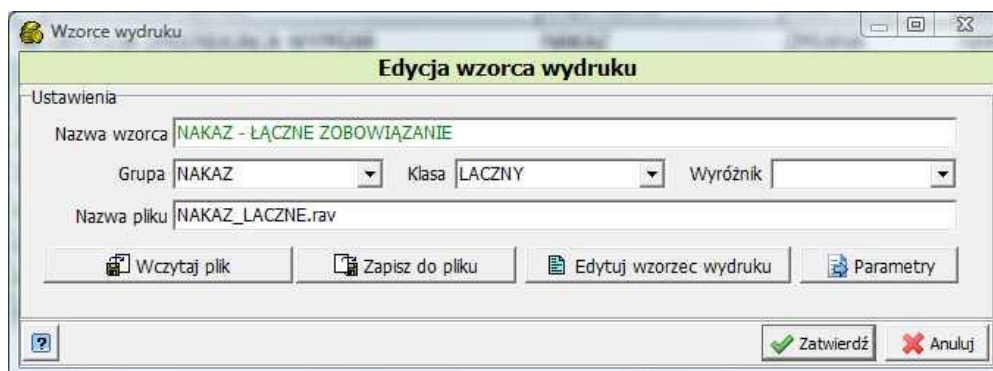 Wzorce wydruku
Edycja wzorca wydruku
Ustawienia
Nazwa wzorca NAKAZ - ŁĄCZNE ZOBOWIĄZANIE
Grupa NAKAZ Klasa LACZNY Wyróżnik
Nazwa pliku NAKAZ_LACZNE.rav
Wczytaj plik Zapisz do pliku Edytuj wzorzec wydruku Parametry
? Zatwierdź Anuluj